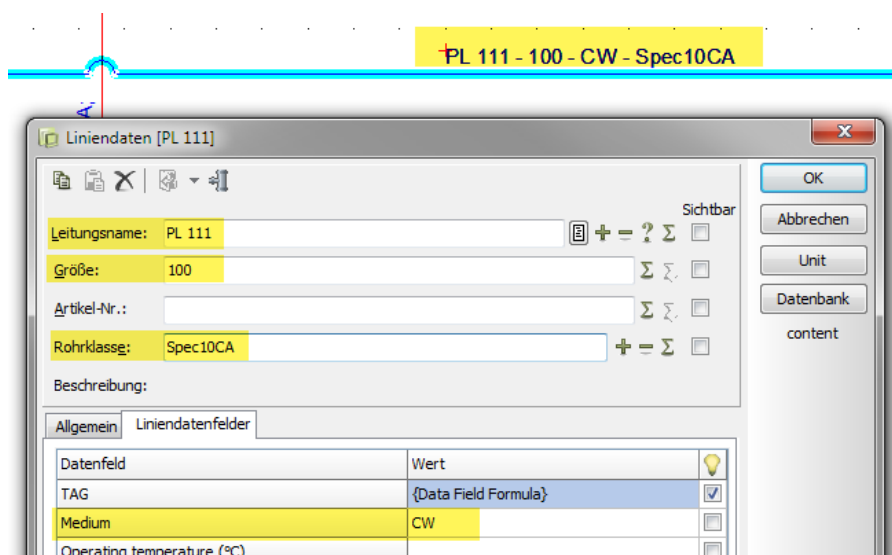 PL 111 - 100 - CW - Spec10CA
A
Liniendaten [PL 111]
Sichtbar
Leitungsname: PL 111
Größe: 100
Artikel-Nr.:
Rohrklasse: Spec10CA
Beschreibung:
OK
Abbrechen
Unit
Datenbank
content
Allgemein Liniendatenfelder
Datenfeld Wert
TAG {Data Field Formula}
Medium CW
Operating temperature (°C)